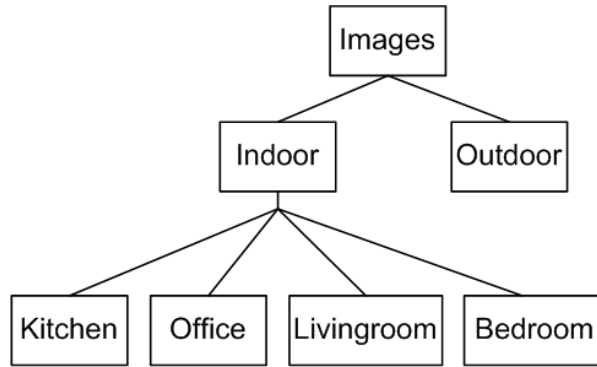 Images
Indoor
Outdoor
Kitchen
Office
Livingroom
Bedroom